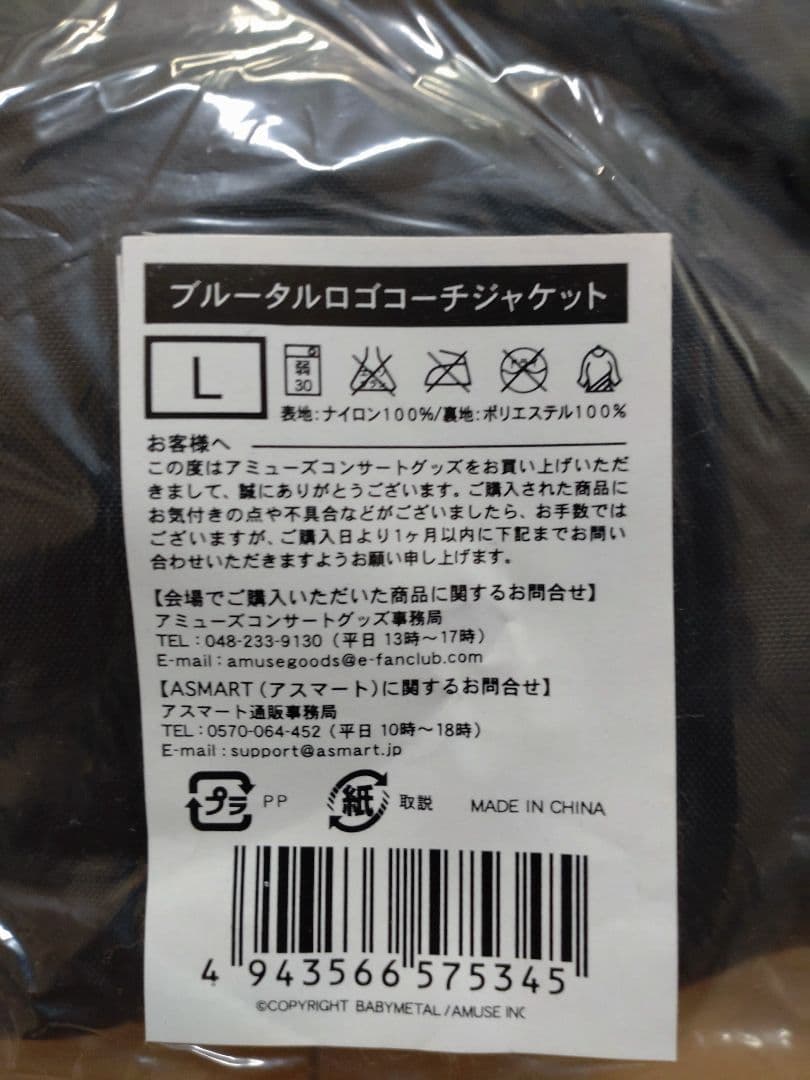 ブルータルロゴコーチジャケット
L
弱
30
エンソ
ドライ
表地:ナイロン100%/裏地:ポリエステル100%
お客様へ
この度はアミューズコンサートグッズをお買い上げいただ
きまして、誠にありがとうございます。ご購入された商品に
お気付きの点や不具合などがございましたら、お手数では
ございますが、ご購入日より1ヶ月以内に下記までお問い
合わせいただきますようお願い申し上げます。
【会場でご購入いただいた商品に関するお問合せ】
アミューズコンサートグッズ事務局
TEL:048-233-9130(平日 13時~17時)
E-mail:amusegoods@e-fanclub.com
【ASMART(アスマート)に関するお問合せ】
アスマート通販事務局
TEL:0570-064-452(平日 10時~18時)
E-mail:support@asmart.jp
プラ PP 紙 取説 MADE IN CHINA
4 943566 575345
©COPYRIGHT BABYMETAL/AMUSE INC